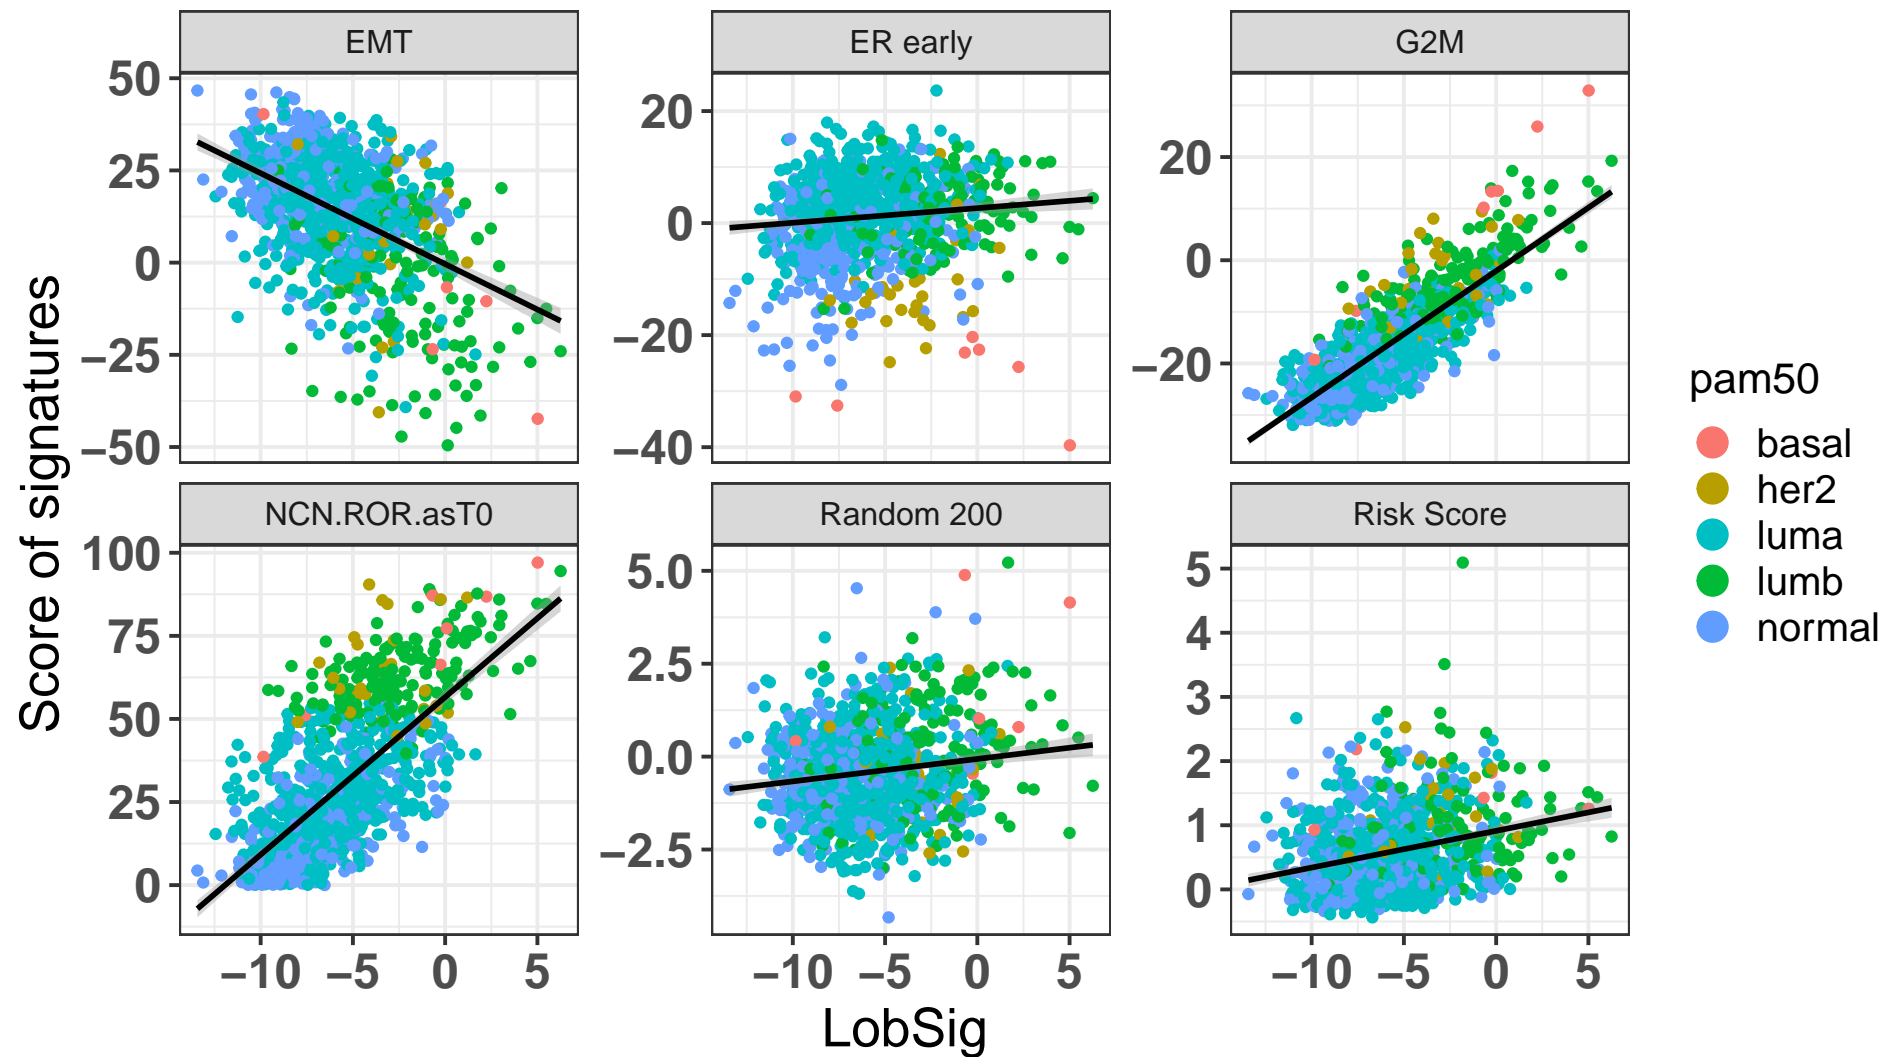 EMT
ER early
G2M
50
25
0
−25
−50
20
0
−20
−40
20
0
−20
NCN.ROR.asT0
Random 200
Risk Score
100
75
50
25
0
5.0
2.5
0.0
−2.5
5
4
3
2
1
0
−10 −5 0 5
−10 −5 0 5
−10 −5 0 5
LobSig
Score of signatures
pam50
basal
her2
luma
lumb
normal